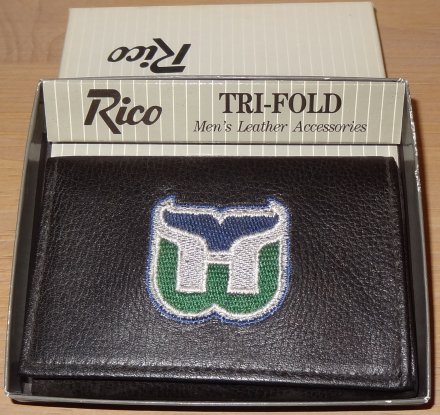 Rico
Rico
TRI-FOLD
Men's Leather Accessories